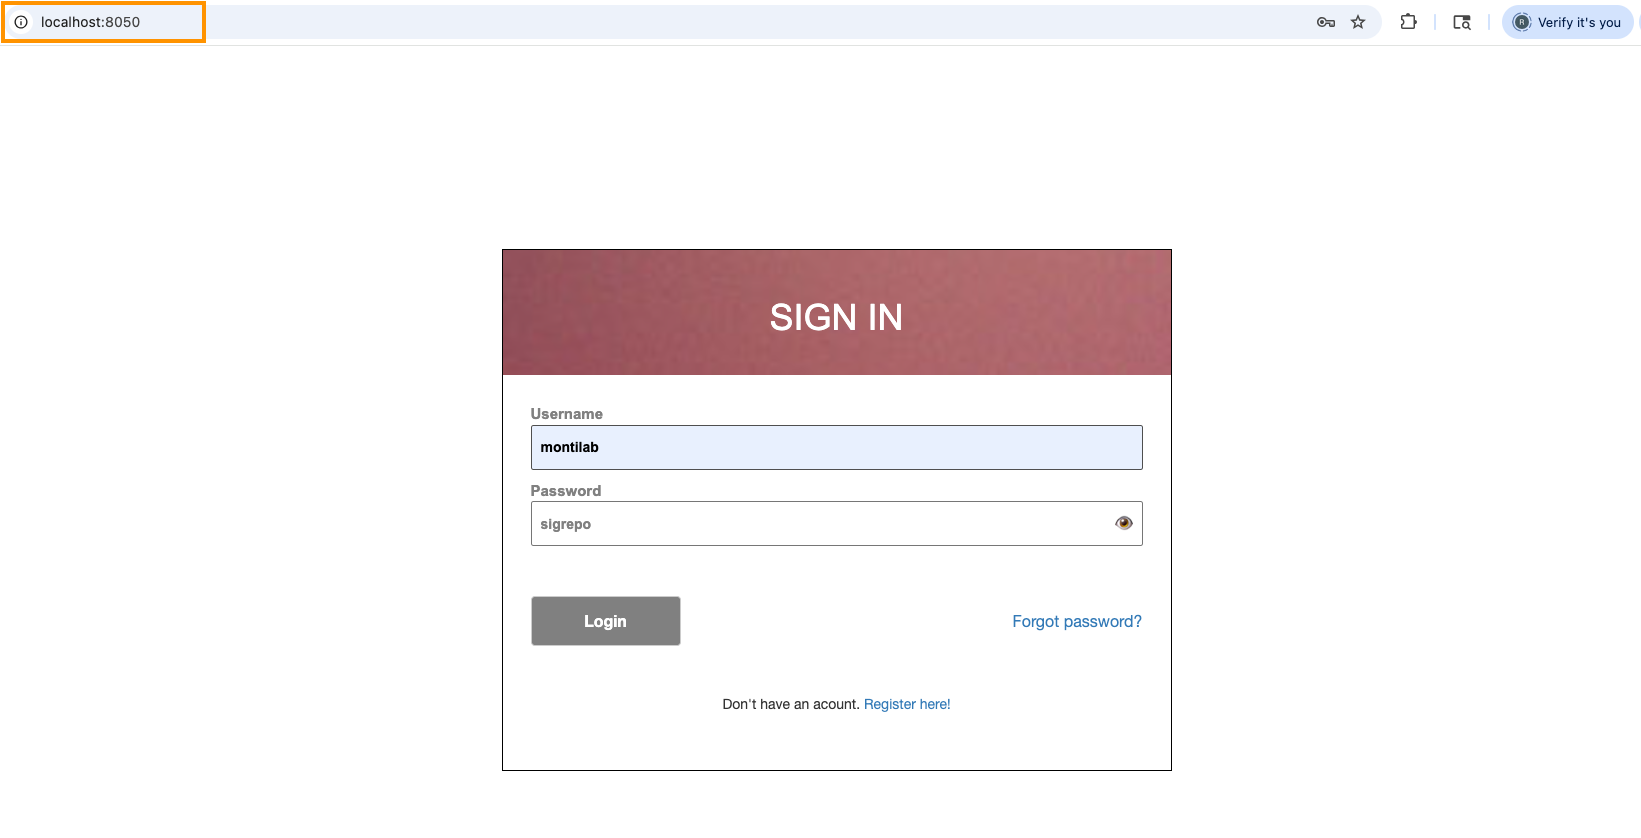 localhost:8050
R Verify it's you
SIGN IN
Username
montilab
Password
sigrepo
Login
Forgot password?
Don't have an acount. Register here!